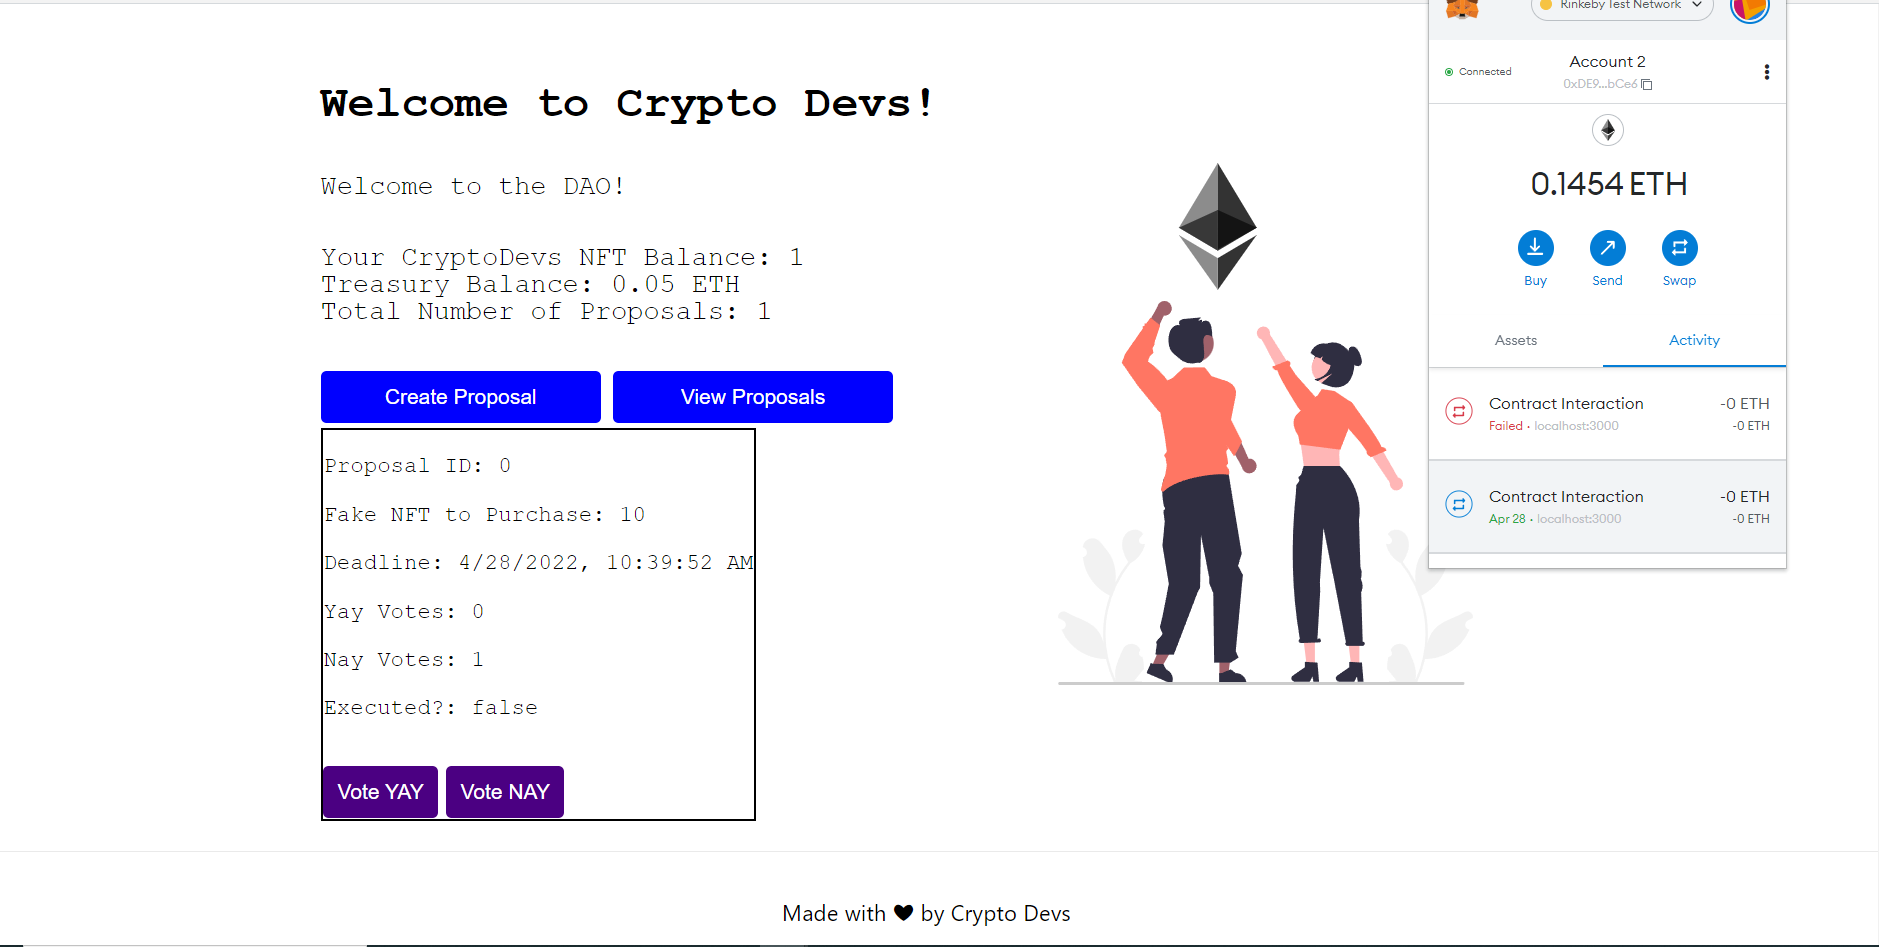 Welcome to Crypto Devs!
Welcome to the DAO!
Your CryptoDevs NFT Balance: 1
Treasury Balance: 0.05 ETH
Total Number of Proposals: 1
Create Proposal
View Proposals
Proposal ID: 0
Fake NFT to Purchase: 10
Deadline: 4/28/2022, 10:39:52 AM
Yay Votes: 0
Nay Votes: 1
Executed?: false
Vote YAY
Vote NAY
Made with ♥ by Crypto Devs
Rinkeby Test Network
Connected
Account 2
0xDE9...bCe6
0.1454 ETH
Buy
Send
Swap
Assets
Activity
Contract Interaction
-0 ETH
Failed · localhost:3000
-0 ETH
Contract Interaction
-0 ETH
Apr 28 · localhost:3000
-0 ETH